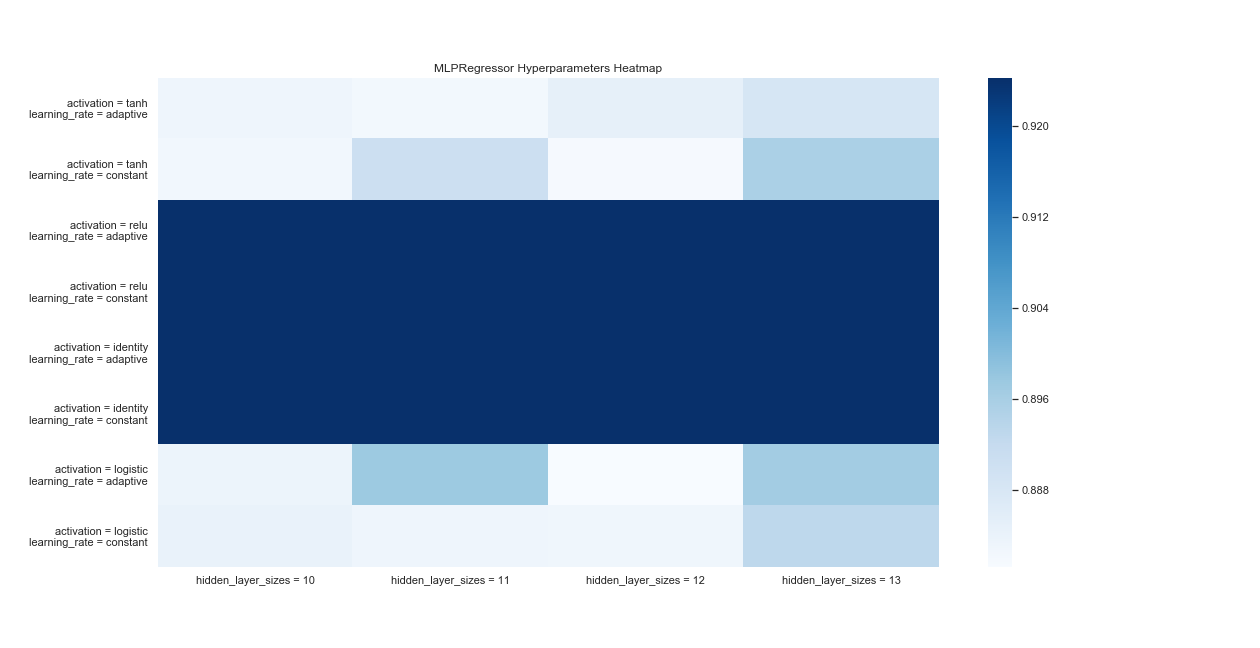 MLPRegressor Hyperparameters Heatmap
activation = tanh
learning_rate = adaptive
activation = tanh
learning_rate = constant
activation = relu
learning_rate = adaptive
activation = relu
learning_rate = constant
activation = identity
learning_rate = adaptive
activation = identity
learning_rate = constant
activation = logistic
learning_rate = adaptive
activation = logistic
learning_rate = constant
hidden_layer_sizes = 10
hidden_layer_sizes = 11
hidden_layer_sizes = 12
hidden_layer_sizes = 13
0.920
0.912
0.904
0.896
0.888